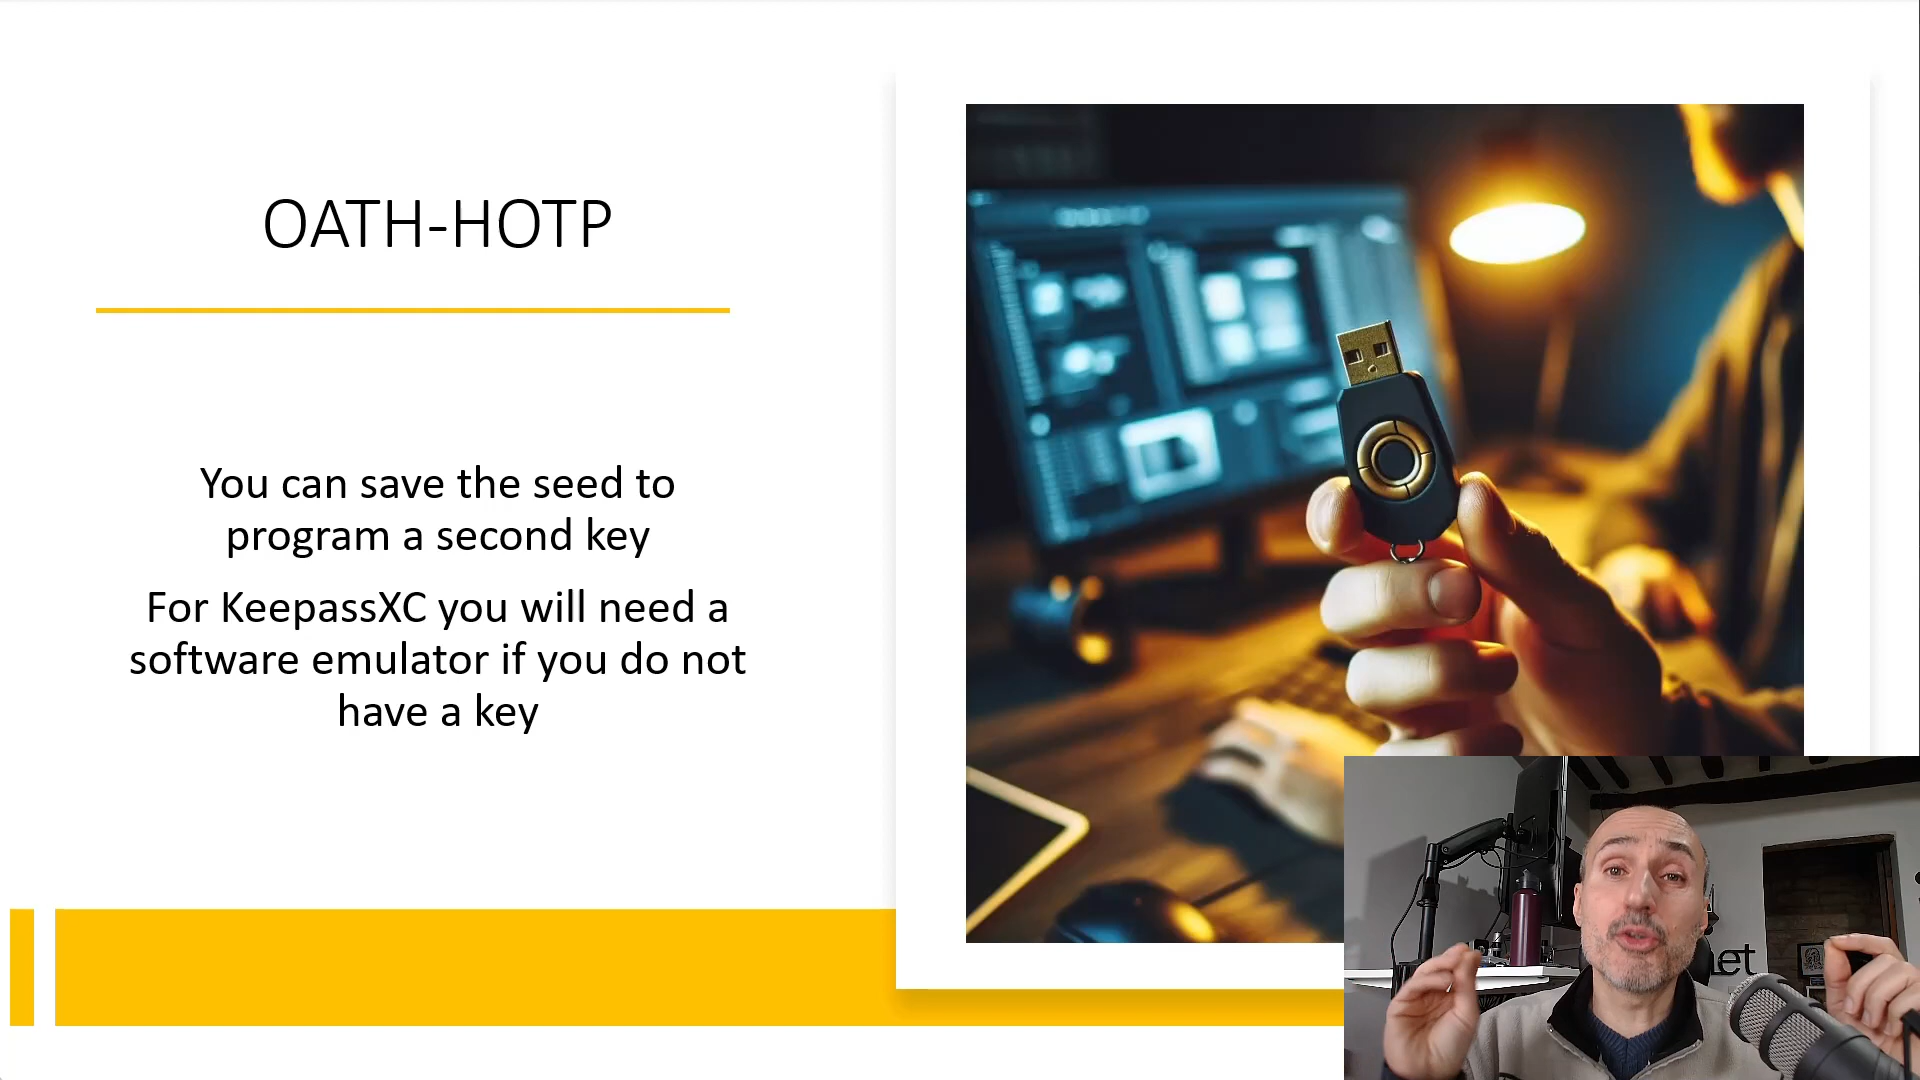 OATH-HOTP
You can save the seed to
program a second key
For KeepassXC you will need a
software emulator if you do not
have a key